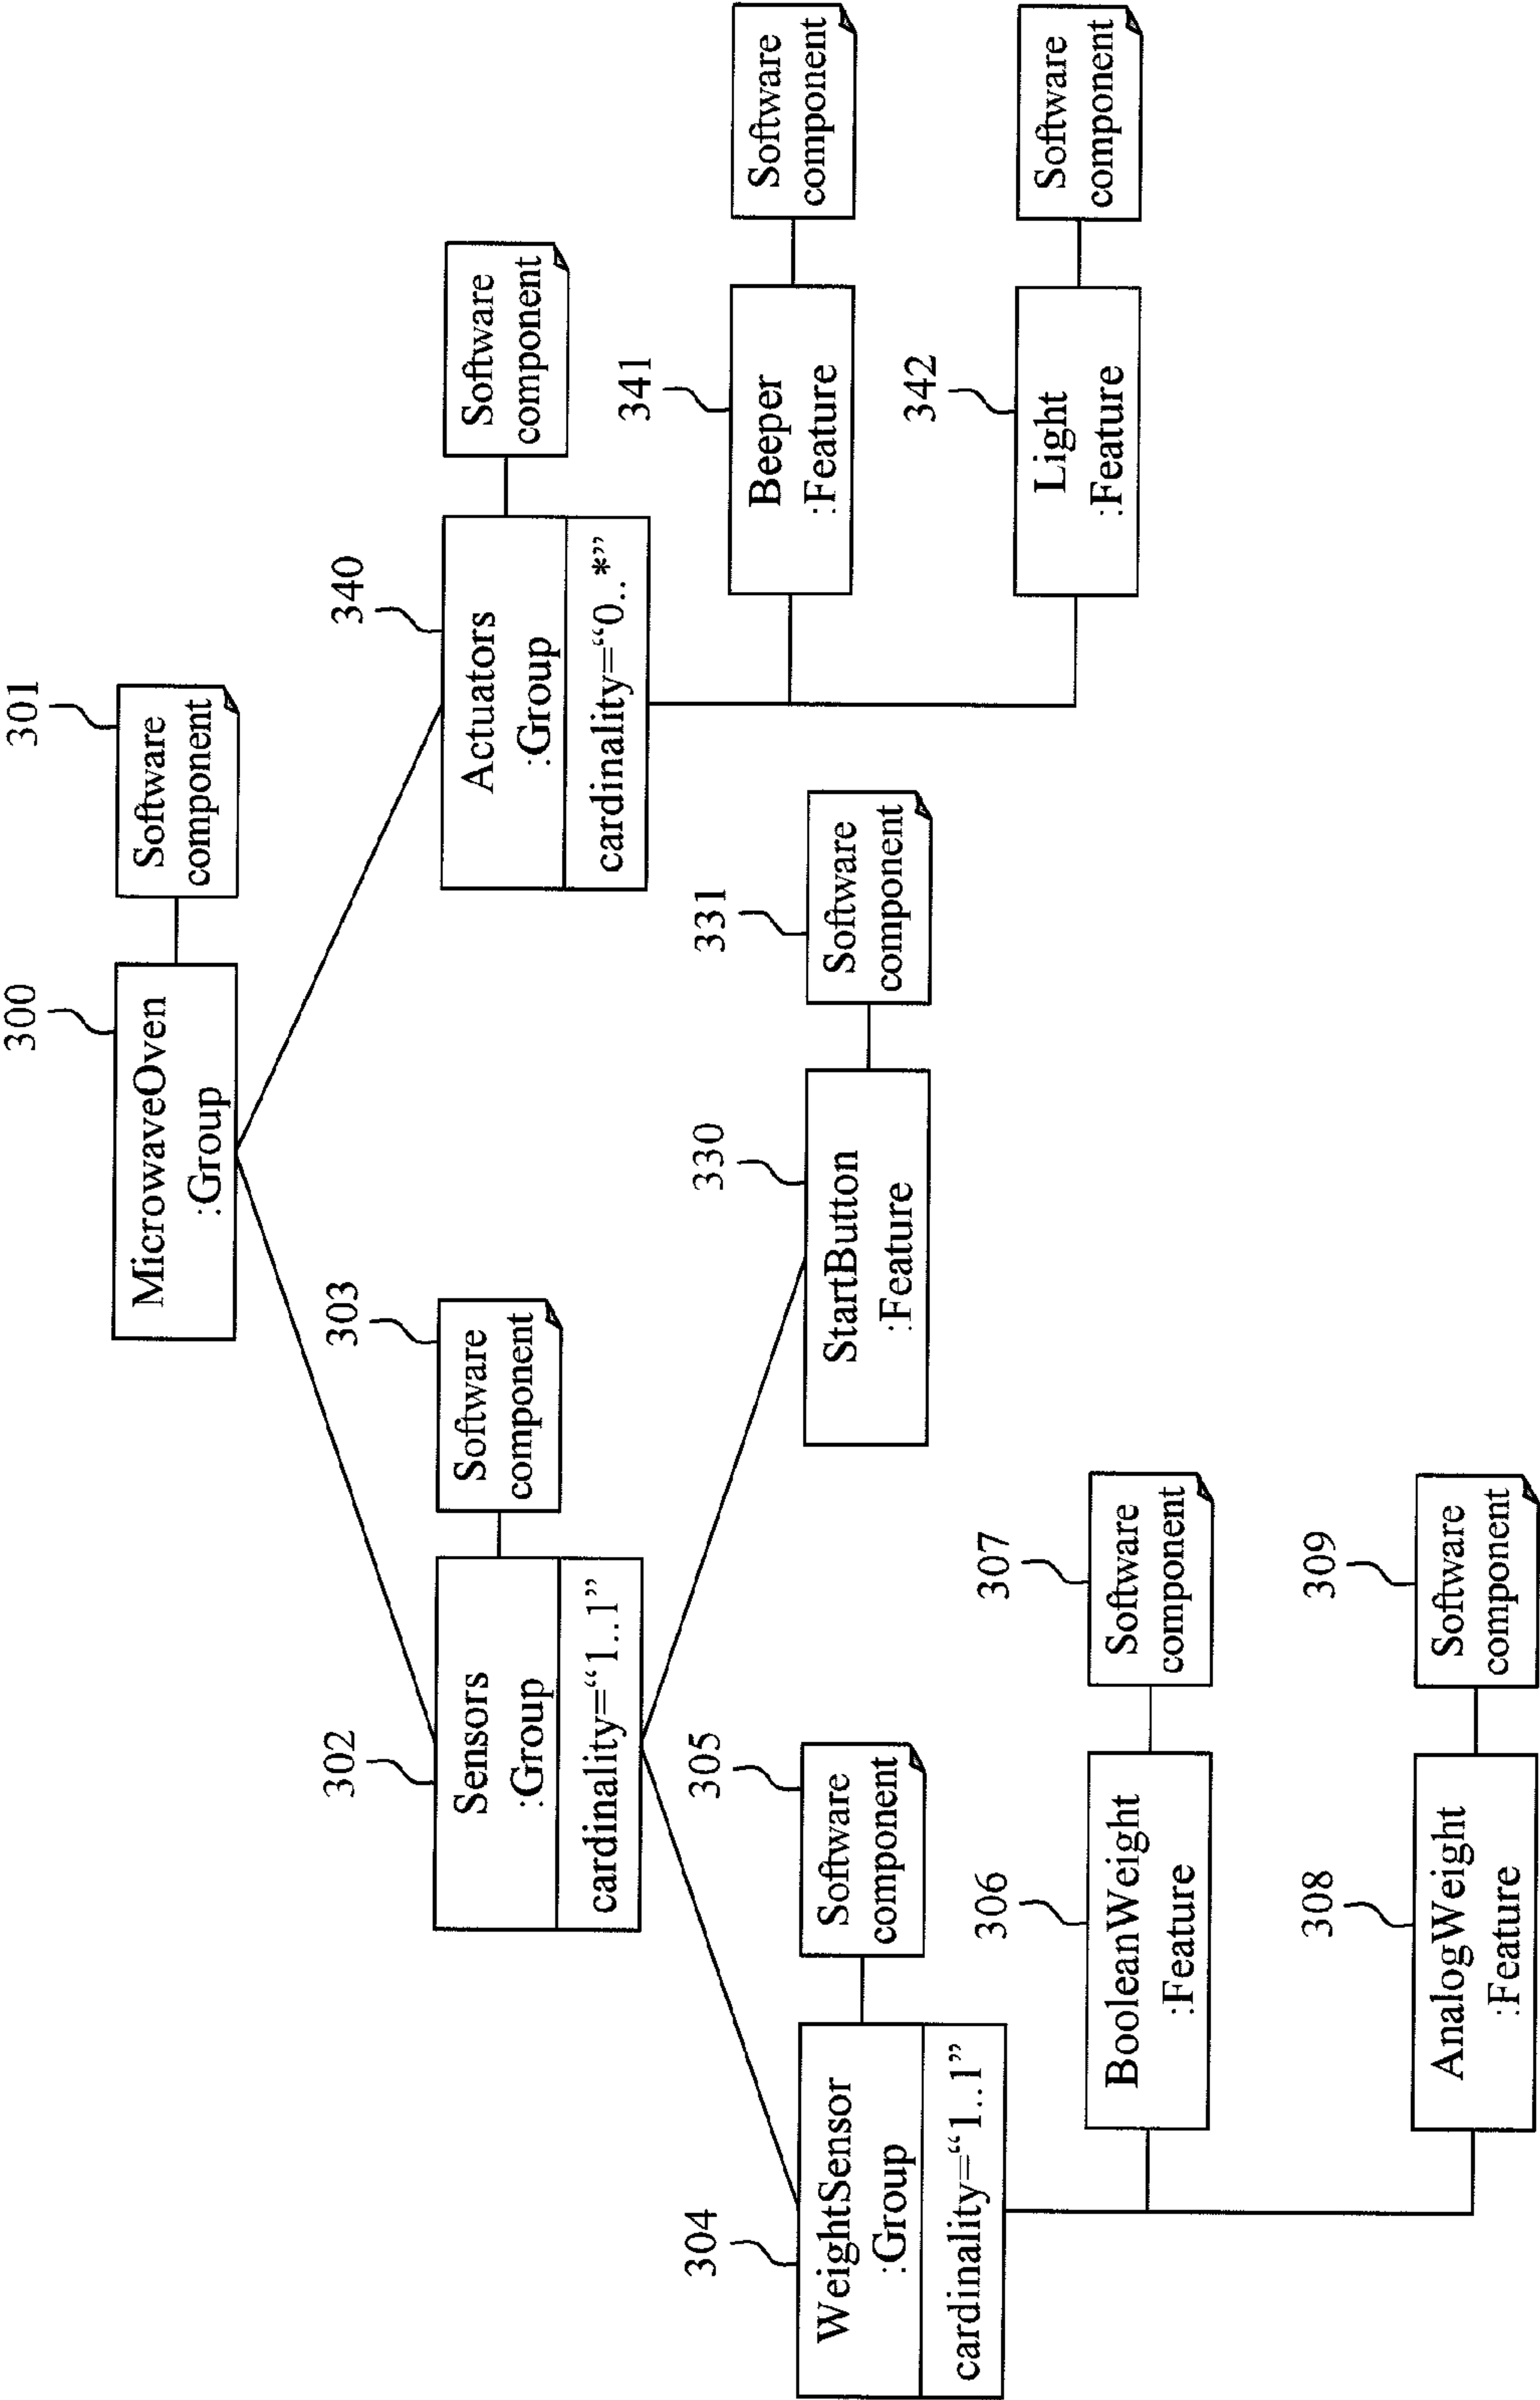 300
301
MicrowaveOven
:Group
Software
component
302
303
340
Sensors
:Group
cardinality=“1..1”
Software
component
Actuators
:Group
cardinality=“0..*”
Software
component
304
305
330
331
341
WeightSensor
:Group
cardinality=“1..1”
Software
component
StartButton
:Feature
Software
component
Beeper
:Feature
Software
component
306
307
342
BooleanWeight
:Feature
Software
component
Light
:Feature
Software
component
308
309
AnalogWeight
:Feature
Software
component